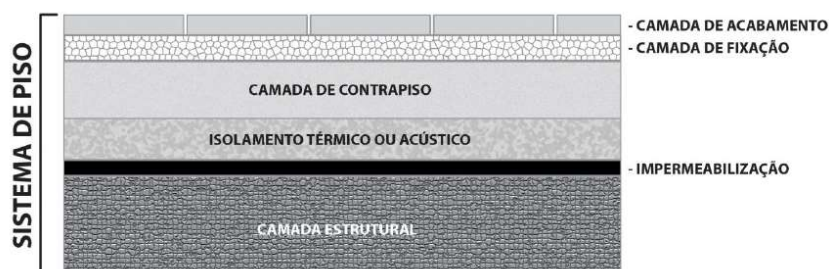 SISTEMA DE PISO
- CAMADA DE ACABAMENTO
- CAMADA DE FIXAÇÃO
CAMADA DE CONTRAPISO
ISOLAMENTO TÉRMICO OU ACÚSTICO
- IMPERMEABILIZAÇÃO
CAMADA ESTRUTURAL